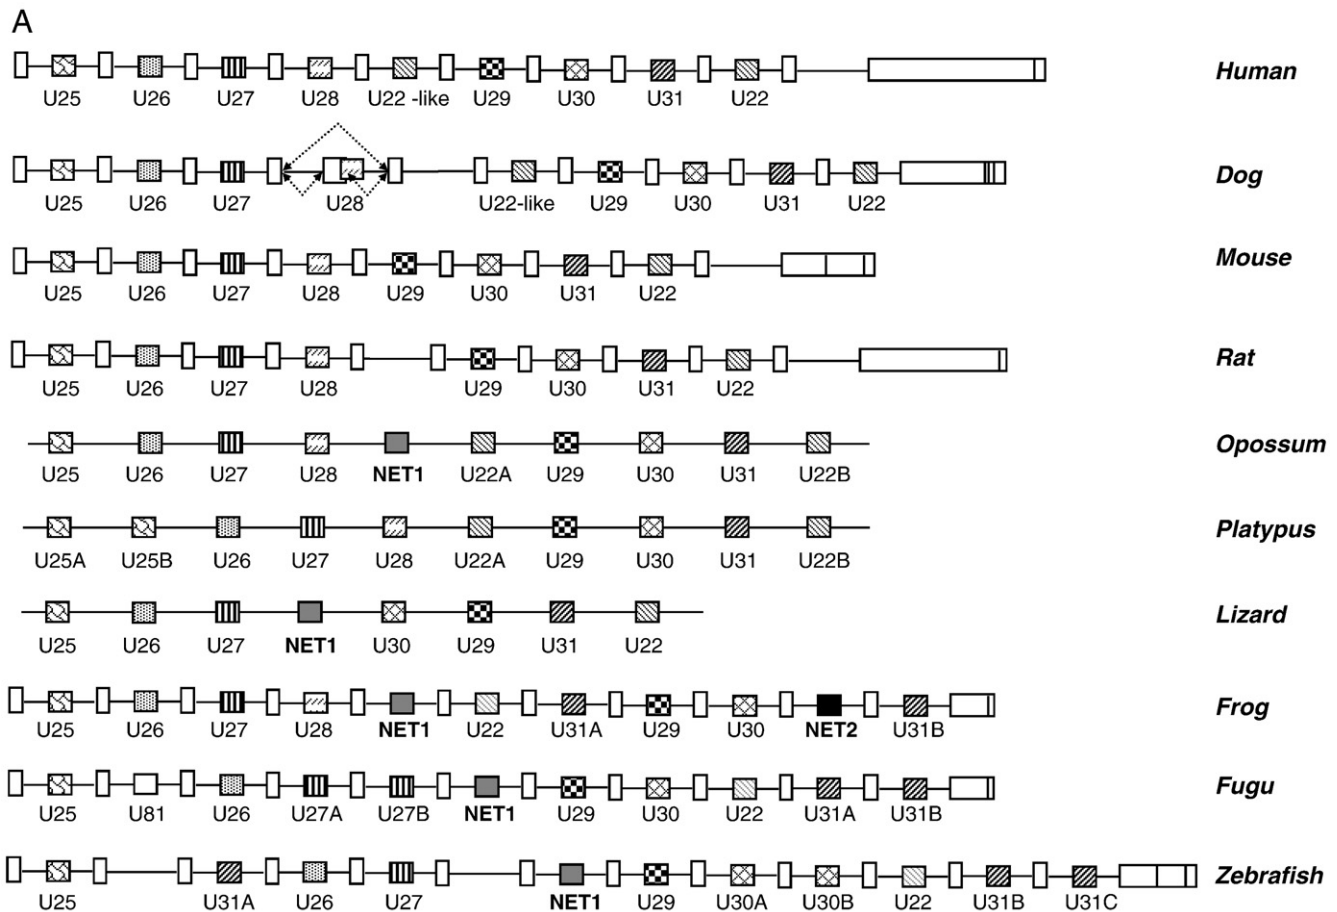 A
Human
U25 U26 U27 U28 U22 -like U29 U30 U31 U22
Dog
U25 U26 U27 U28 U22-like U29 U30 U31 U22
Mouse
U25 U26 U27 U28 U29 U30 U31 U22
Rat
U25 U26 U27 U28 U29 U30 U31 U22
Opossum
U25 U26 U27 U28 NET1 U22A U29 U30 U31 U22B
Platypus
U25A U25B U26 U27 U28 U22A U29 U30 U31 U22B
Lizard
U25 U26 U27 NET1 U30 U29 U31 U22
Frog
U25 U26 U27 U28 NET1 U22 U31A U29 U30 NET2 U31B
Fugu
U25 U81 U26 U27A U27B NET1 U29 U30 U22 U31A U31B
Zebrafish
U25 U31A U26 U27 NET1 U29 U30A U30B U22 U31B U31C